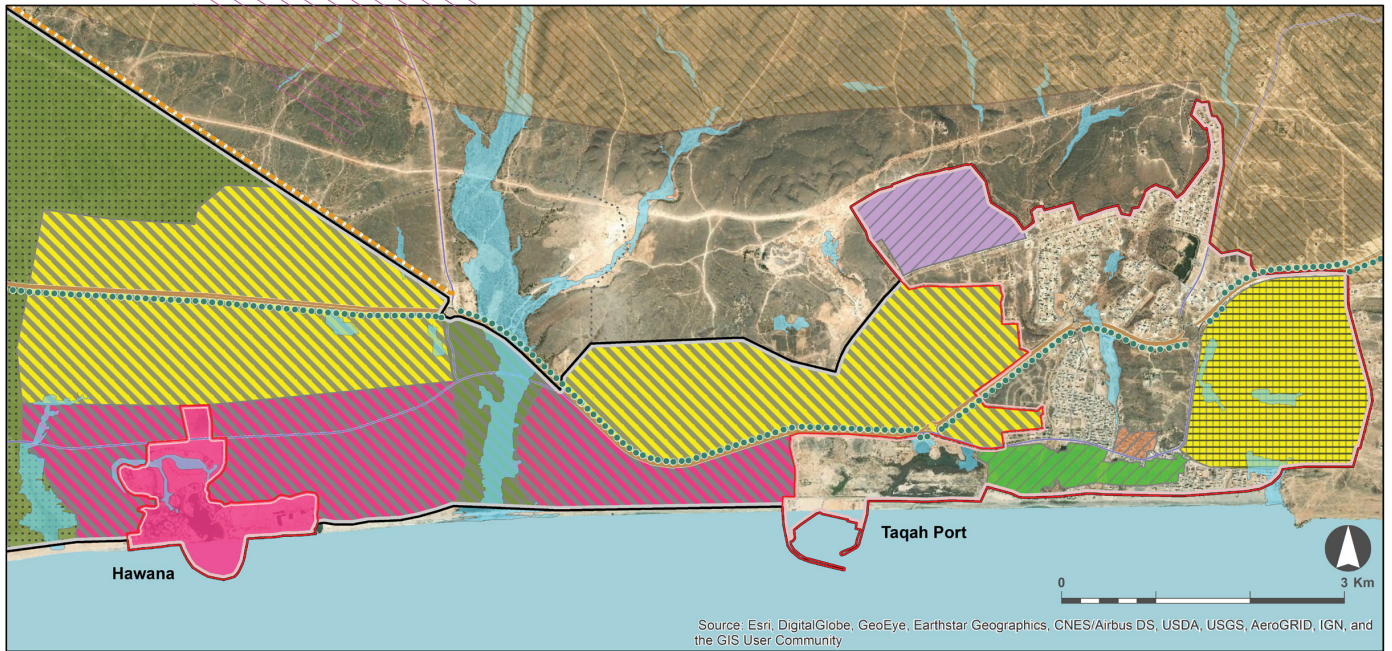 Taqah Port
Hawana
0 3 Km
Source: Esri, DigitalGlobe, GeoEye, Earthstar Geographics, CNES/Airbus DS, USDA, USGS, AeroGRID, IGN, and
the GIS User Community